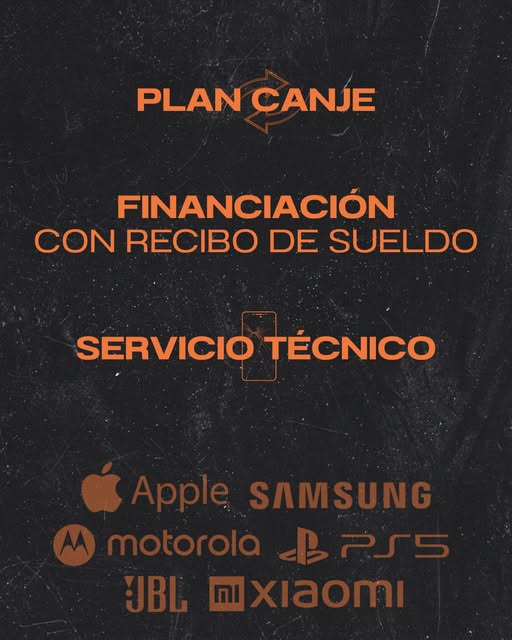 PLAN CANJE
FINANCIACIÓN
CON RECIBO DE SUELDO
SERVICIO TÉCNICO
Apple SAMSUNG
motorola PS5
JBL mi xiaomi